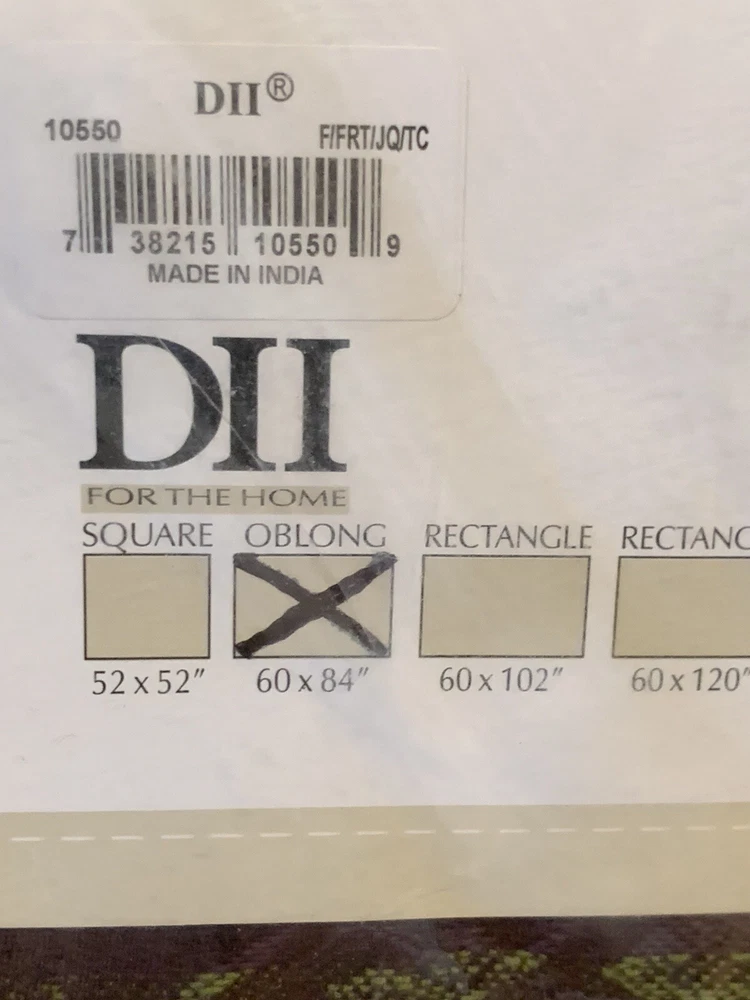 DII®
10550 F/FRT/JQ/TC
7 38215 10550 9
MADE IN INDIA
DII
FOR THE HOME
SQUARE OBLONG RECTANGLE RECTANG
52 x 52" 60 x 84" 60 x 102" 60 x 120"